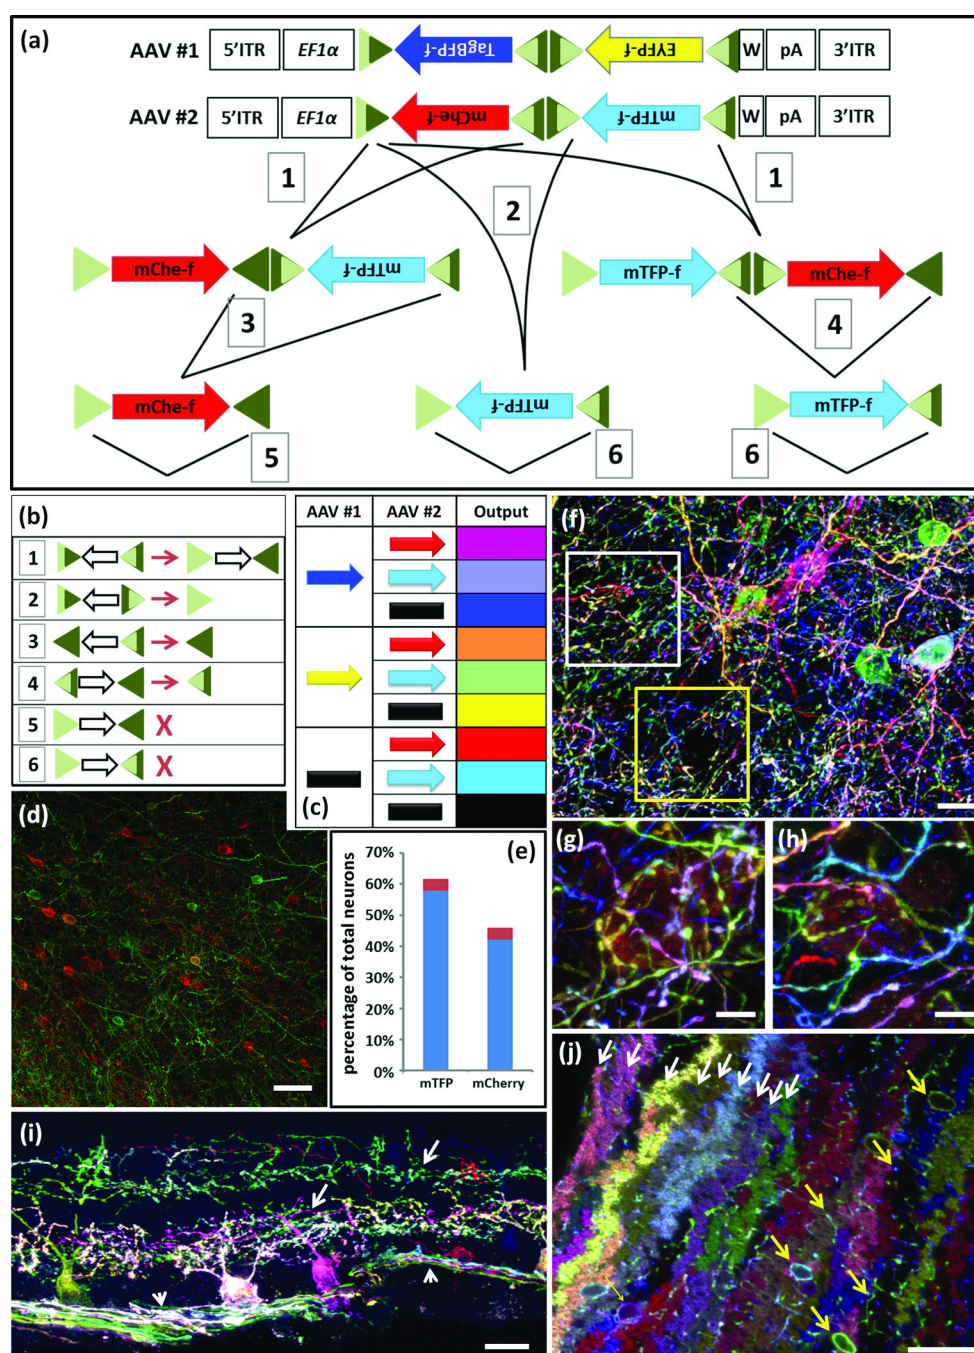 (a)
AAV #1 5'ITR EF1α TagBFP-f EYFP-f W pA 3'ITR
AAV #2 5'ITR EF1α mChe-f mTFP-f W pA 3'ITR
1 2 1
mChe-f mTFP-f mTFP-f mChe-f
3 4
mChe-f mTFP-f mTFP-f
5 6 6
(b)
1
2
3
4
5 X
6 X
AAV #1 AAV #2 Output
(c)
(d)
(e)
percentage of total neurons
70%
60%
50%
40%
30%
20%
10%
0%
mTFP mCherry
(f)
(g)
(h)
(i)
(j)